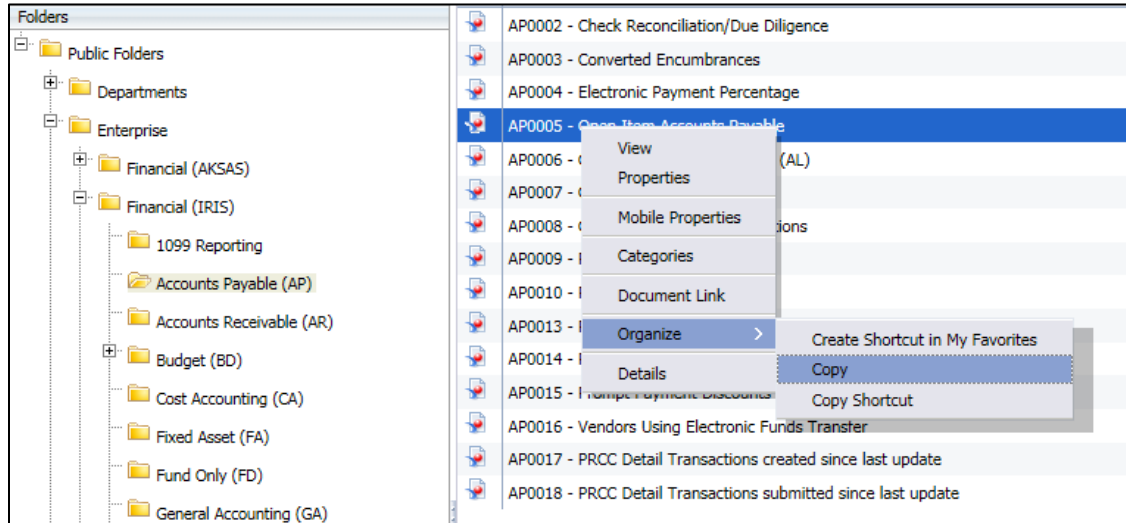 Folders
Public Folders
Departments
Enterprise
Financial (AKSAS)
Financial (IRIS)
1099 Reporting
Accounts Payable (AP)
Accounts Receivable (AR)
Budget (BD)
Cost Accounting (CA)
Fixed Asset (FA)
Fund Only (FD)
General Accounting (GA)
AP0002 - Check Reconciliation/Due Diligence
AP0003 - Converted Encumbrances
AP0004 - Electronic Payment Percentage
AP0005 - Open Item Accounts Payable
AP0006 - (AL)
AP0007 -
AP0008 - tions
AP0009 -
AP0010 -
AP0013 -
AP0014 -
AP0015 - Prompt Payment Discounts
AP0016 - Vendors Using Electronic Funds Transfer
AP0017 - PRCC Detail Transactions created since last update
AP0018 - PRCC Detail Transactions submitted since last update
View
Properties
Mobile Properties
Categories
Document Link
Organize
Details
Create Shortcut in My Favorites
Copy
Copy Shortcut